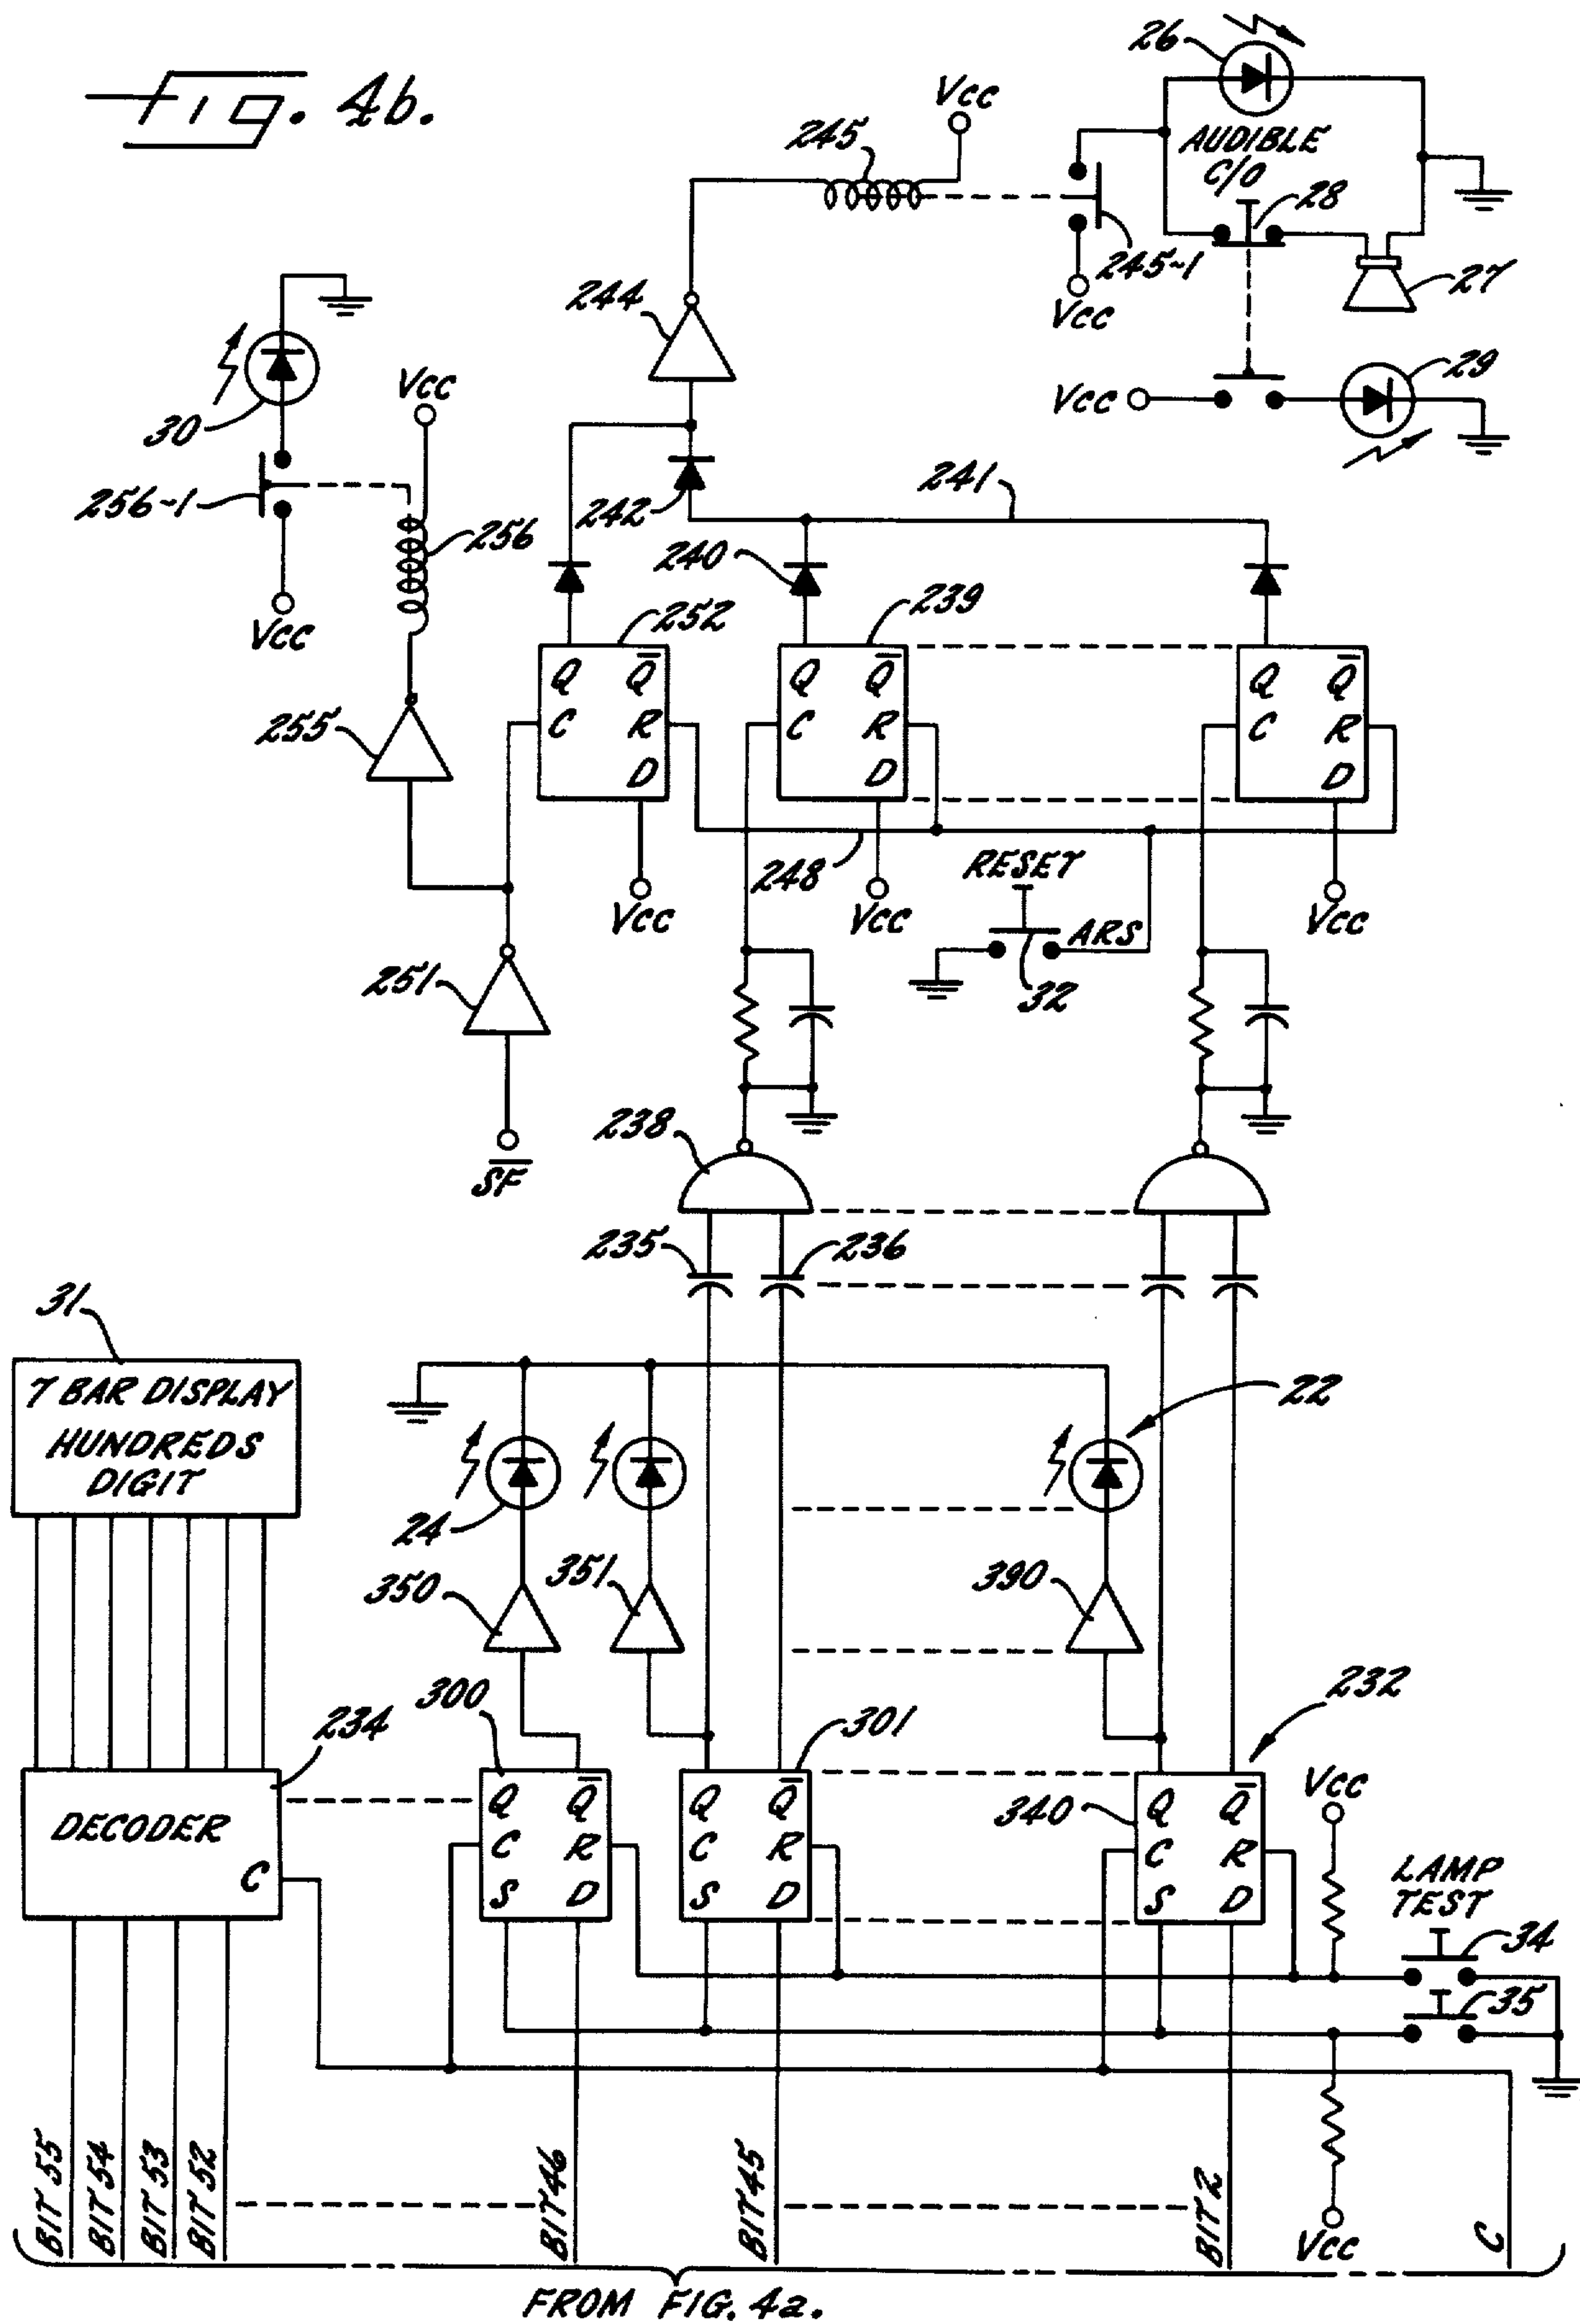 Fig. 4b.
26
Vcc
245
AUDIBLE
C/O
28
245-1
Vcc
27
244
Vcc
30
29
Vcc
256-1
242
241
256
240
239
Vcc
252
Q Q̅
C R
D
Q Q̅
C R
D
Q Q̅
C R
D
255
248
RESET
Vcc
Vcc
Vcc
ARS
251
32
238
S̅F̅
235
236
31
7 BAR DISPLAY
HUNDREDS
DIGIT
22
24
350
351
390
300
232
234
301
Vcc
DECODER
C
Q Q̅
C R
S D
Q Q̅
C R
S D
340
Q Q̅
C R
S D
LAMP
TEST
34
35
BIT 55
BIT 54
BIT 53
BIT 52
BIT 46
BIT 45
BIT 2
Vcc
C
FROM FIG. 4a.